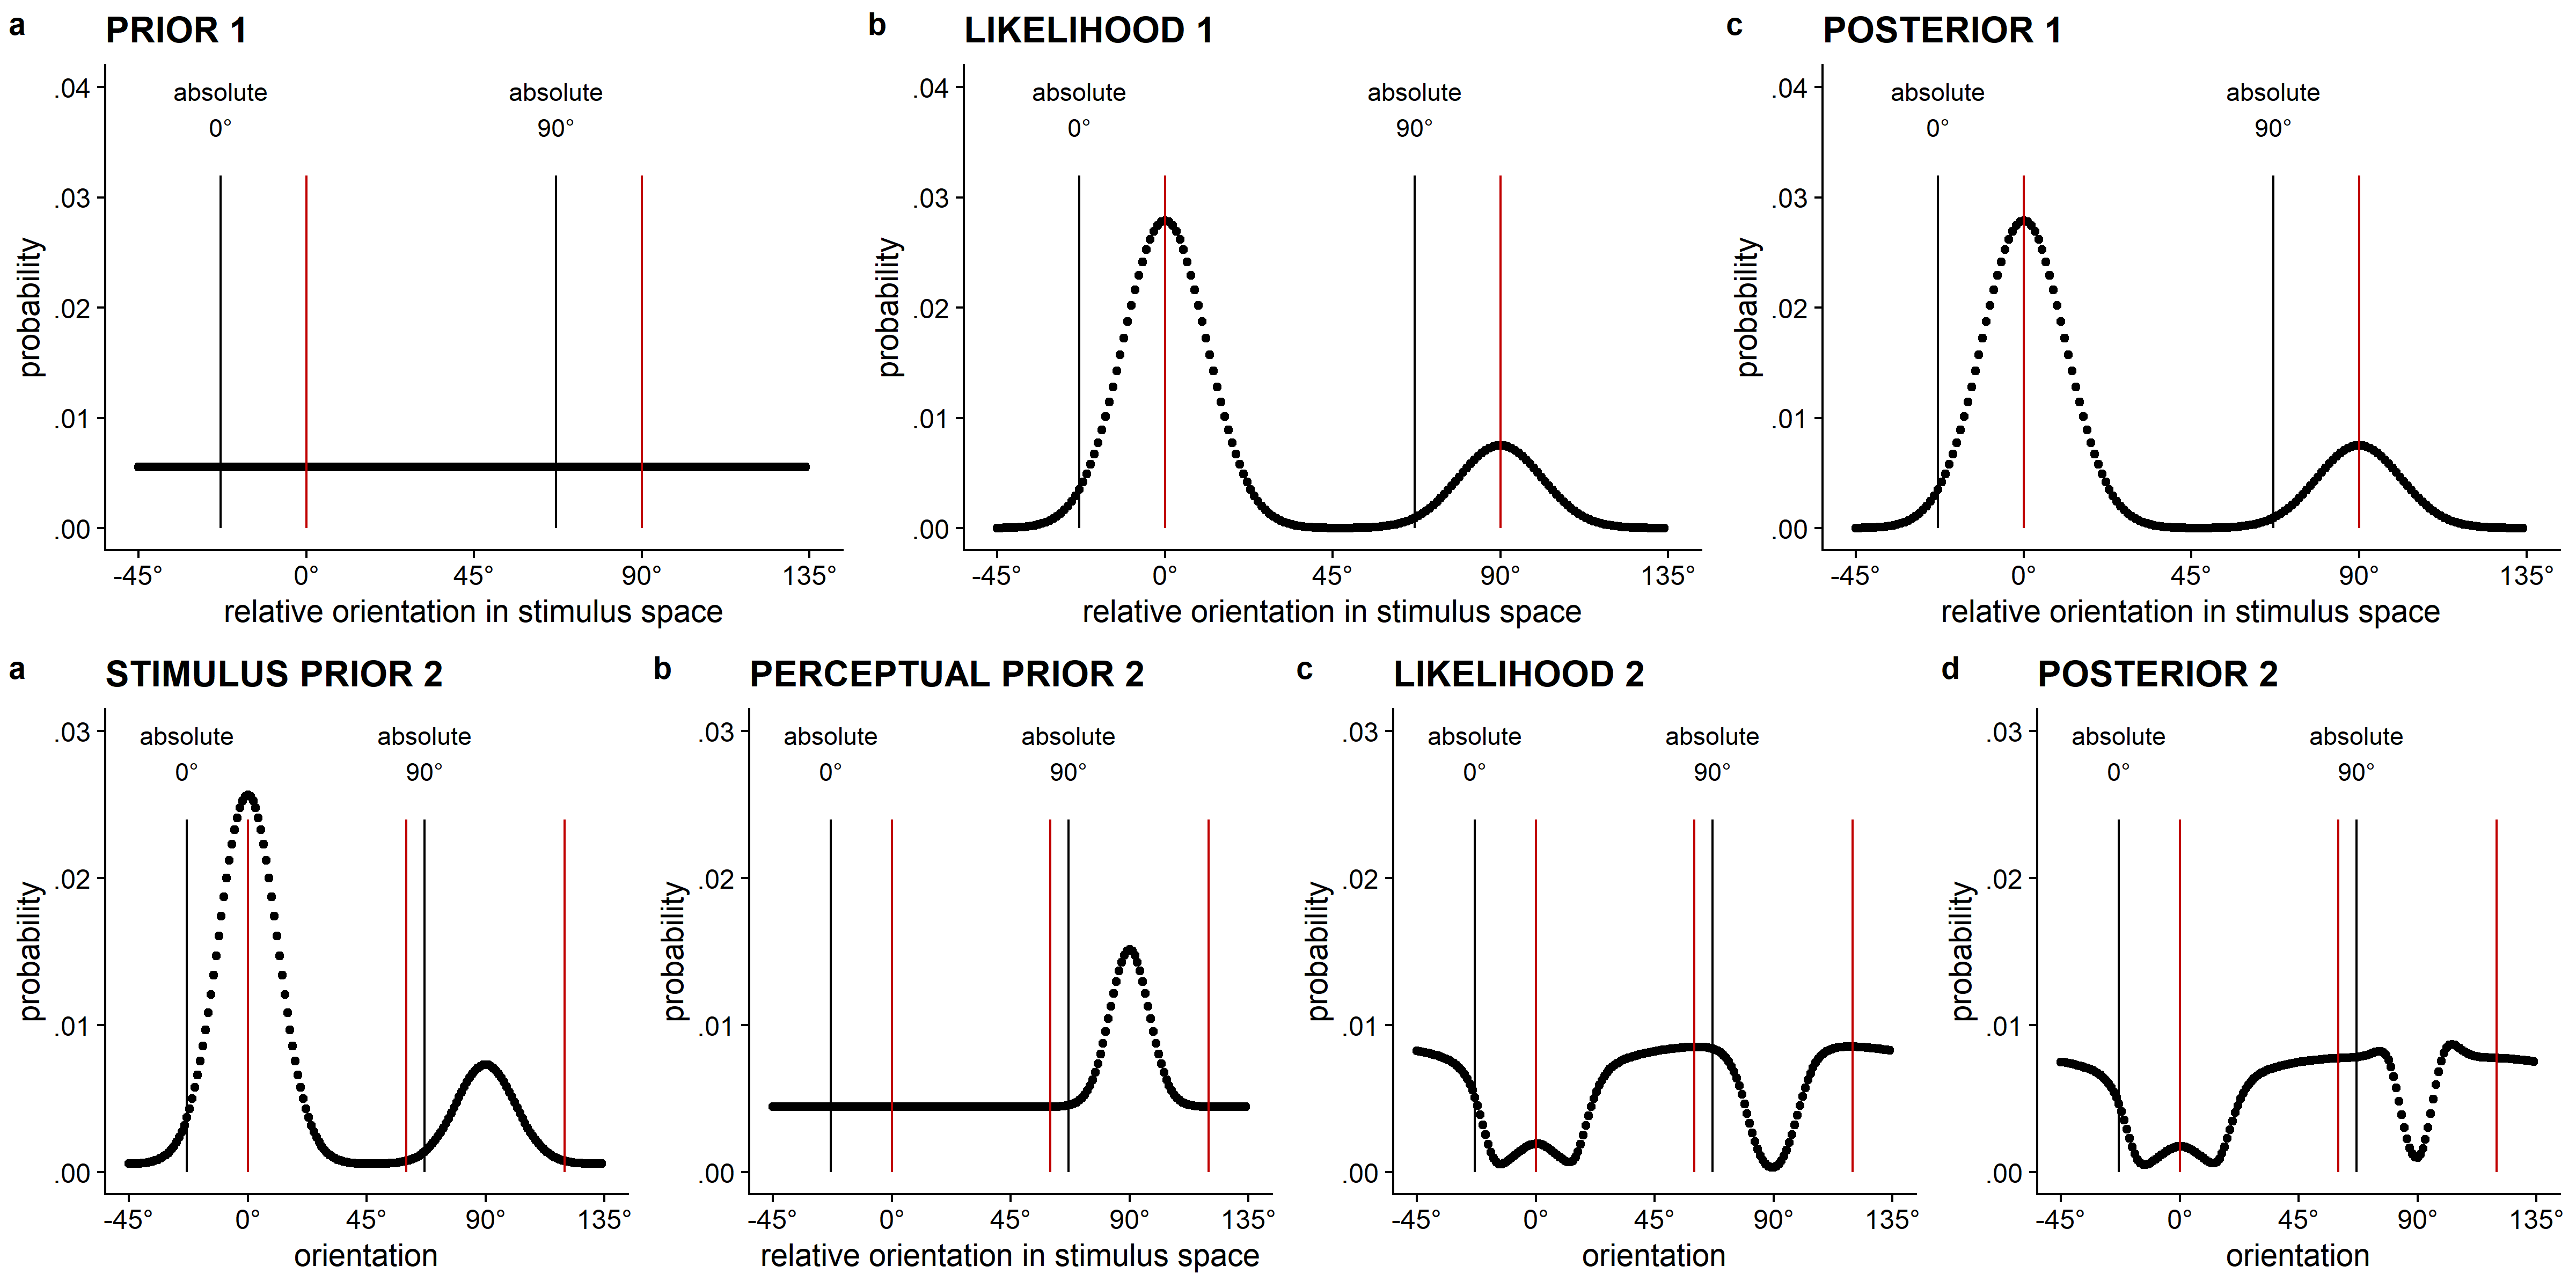 a PRIOR 1
absolute 0°
absolute 90°
.04
.03
.02
.01
.00
probability
-45° 0° 45° 90° 135°
relative orientation in stimulus space
b LIKELIHOOD 1
absolute 0°
absolute 90°
.04
.03
.02
.01
.00
probability
-45° 0° 45° 90° 135°
relative orientation in stimulus space
c POSTERIOR 1
absolute 0°
absolute 90°
.04
.03
.02
.01
.00
probability
-45° 0° 45° 90° 135°
relative orientation in stimulus space
a STIMULUS PRIOR 2
absolute 0°
absolute 90°
.03
.02
.01
.00
probability
-45° 0° 45° 90° 135°
orientation
b PERCEPTUAL PRIOR 2
absolute 0°
absolute 90°
.03
.02
.01
.00
probability
-45° 0° 45° 90° 135°
relative orientation in stimulus space
c LIKELIHOOD 2
absolute 0°
absolute 90°
.03
.02
.01
.00
probability
-45° 0° 45° 90° 135°
orientation
d POSTERIOR 2
absolute 0°
absolute 90°
.03
.02
.01
.00
probability
-45° 0° 45° 90° 135°
orientation